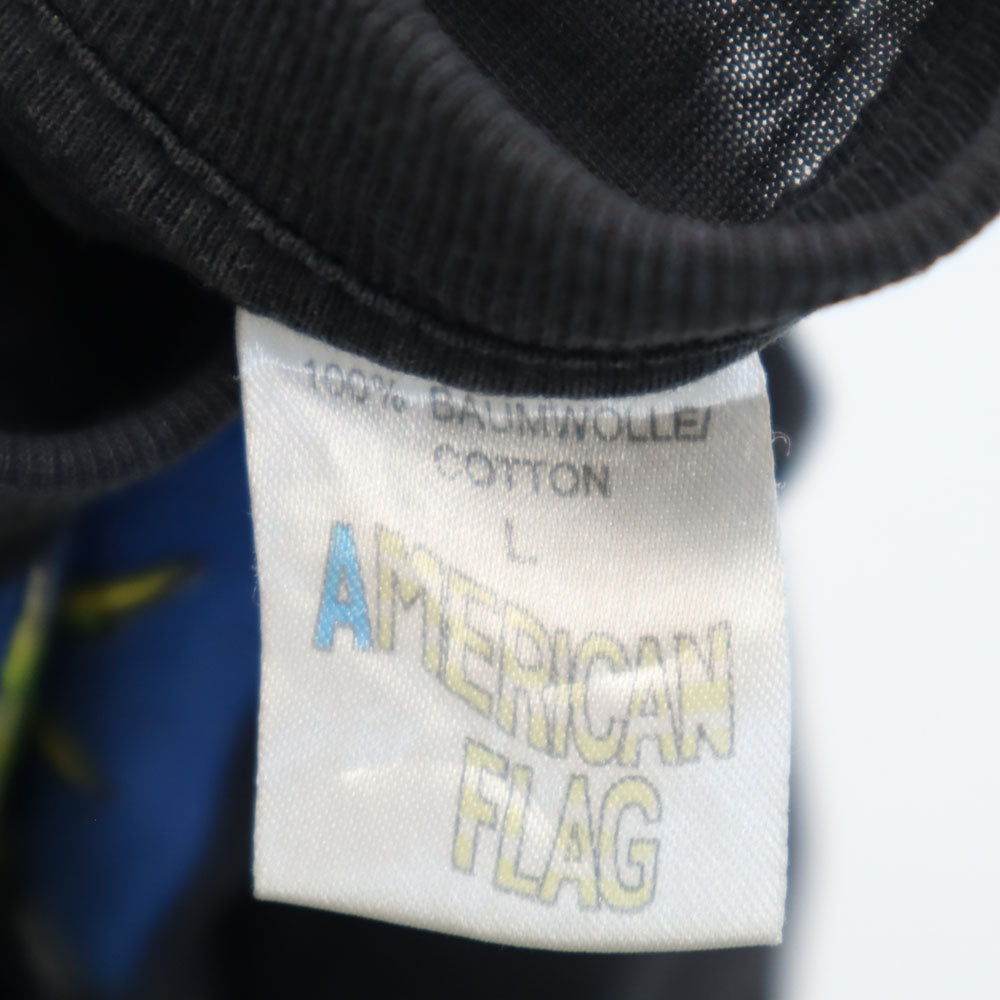 100% BAUMWOLLE/
COTTON
L
AMERICAN
FLAG